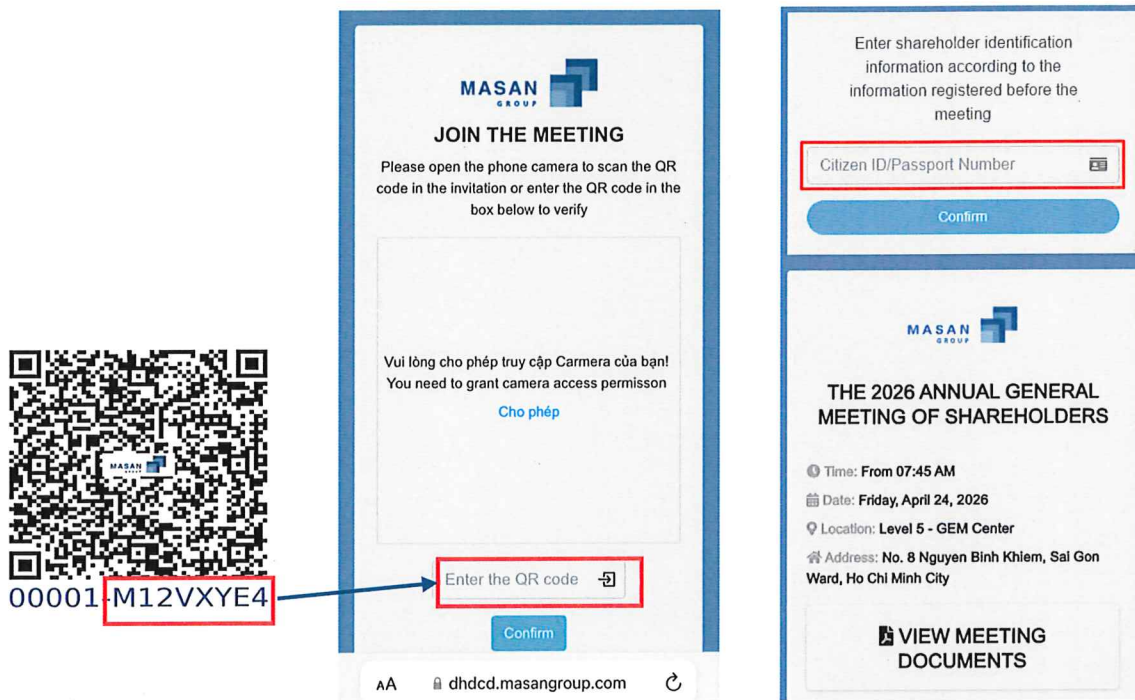 MASAN
00001-M12VXYE4
MASAN
GROUP
JOIN THE MEETING
Please open the phone camera to scan the QR
code in the invitation or enter the QR code in the
box below to verify
Vui lòng cho phép truy cập Carmera của bạn!
You need to grant camera access permisson
Cho phép
Enter the QR code
Confirm
AA
dhdcd.masangroup.com
Enter shareholder identification
information according to the
information registered before the
meeting
Citizen ID/Passport Number
Confirm
MASAN
GROUP
THE 2026 ANNUAL GENERAL
MEETING OF SHAREHOLDERS
Time: From 07:45 AM
Date: Friday, April 24, 2026
Location: Level 5 - GEM Center
Address: No. 8 Nguyen Binh Khiem, Sai Gon
Ward, Ho Chi Minh City
VIEW MEETING
DOCUMENTS